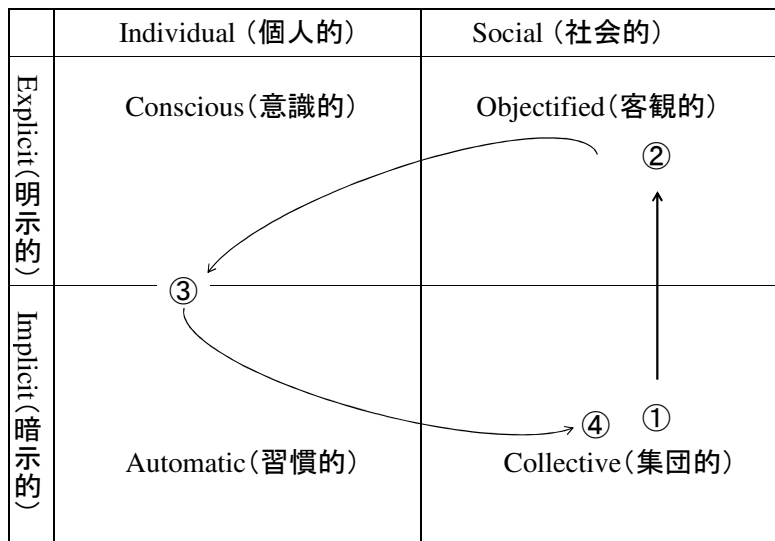 Individual（個人的）
Social（社会的）
Explicit（明示的）
Conscious（意識的）
Objectified（客観的）
②
③
Implicit（暗示的）
④
①
Automatic（習慣的）
Collective（集団的）